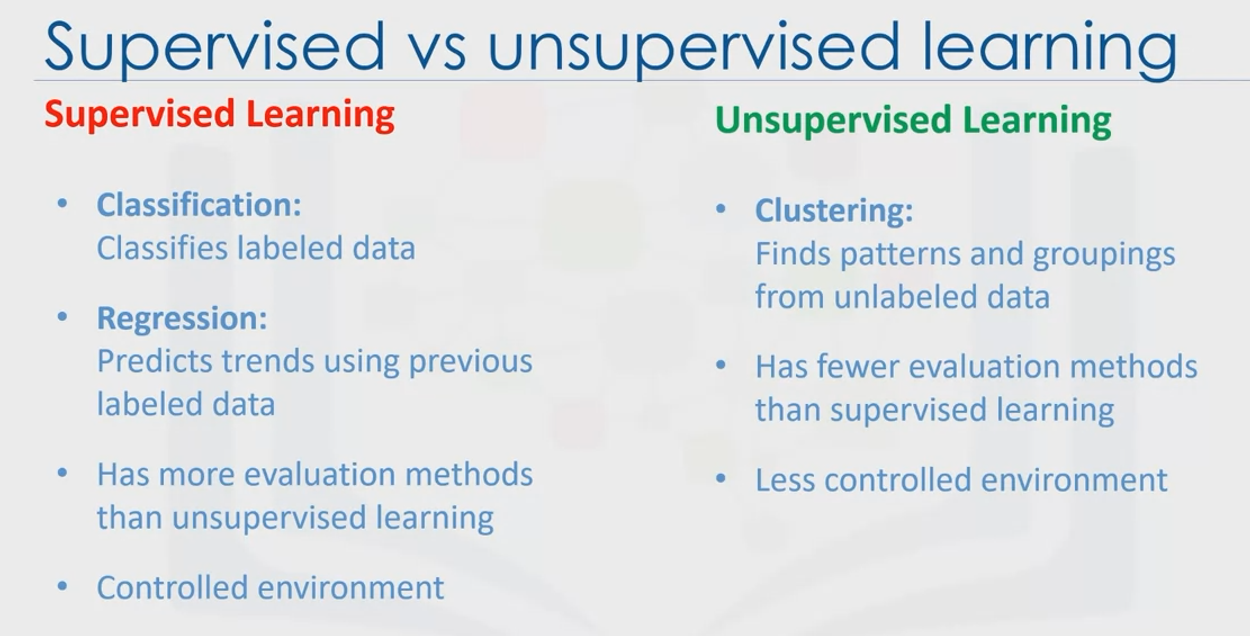 Supervised vs unsupervised learning
Supervised Learning
• Classification:
Classifies labeled data
• Regression:
Predicts trends using previous
labeled data
• Has more evaluation methods
than unsupervised learning
• Controlled environment
Unsupervised Learning
• Clustering:
Finds patterns and groupings
from unlabeled data
• Has fewer evaluation methods
than supervised learning
• Less controlled environment